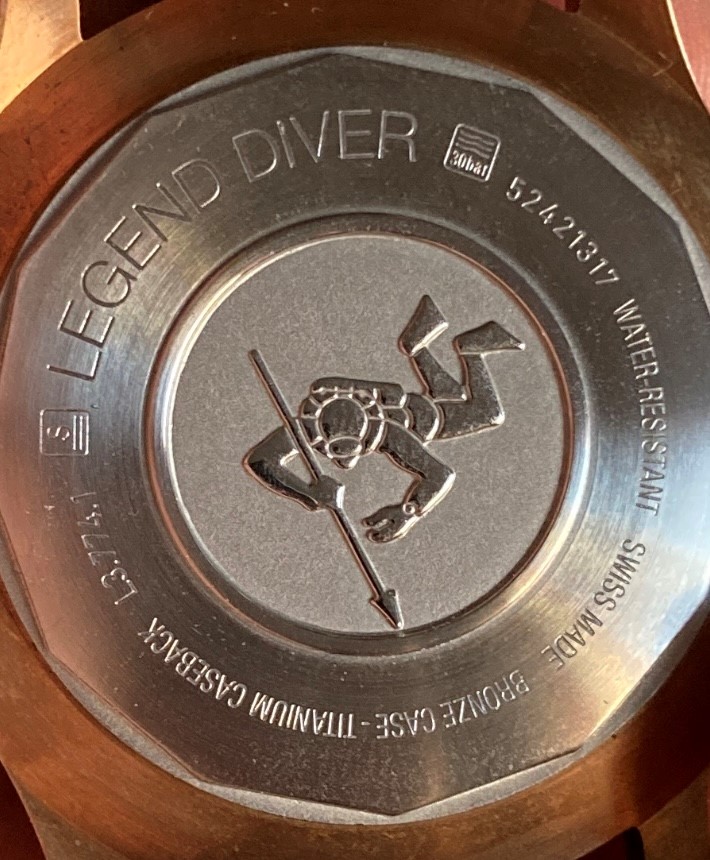 LEGEND DIVER
30bar
52421317
WATER-RESISTANT
SWISS MADE
BRONZE CASE - TITANIUM CASEBACK
L3.774.1
S